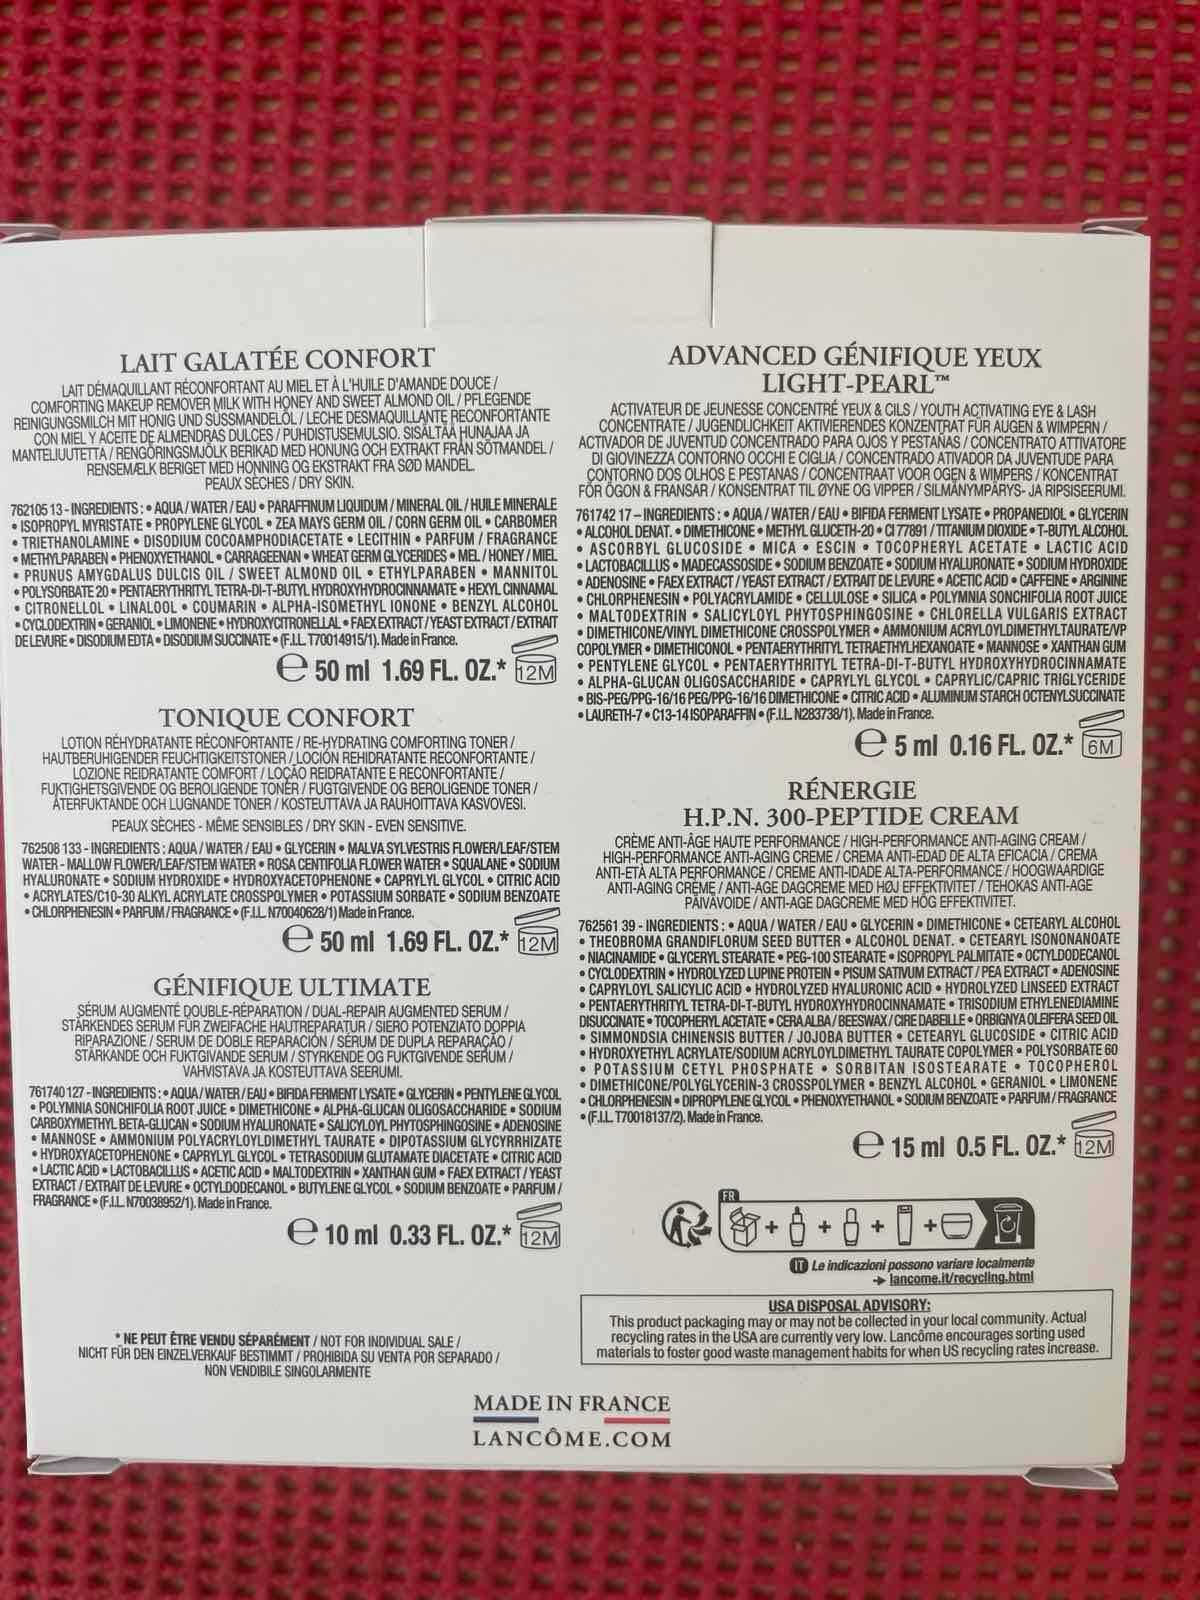 LAIT GALATÉE CONFORT
LAIT DÉMAQUILLANT RÉCONFORTANT AU MIEL ET À L'HUILE D'AMANDE DOUCE /
COMFORTING MAKEUP REMOVER MILK WITH HONEY AND SWEET ALMOND OIL / PFLEGENDE
REINIGUNGSMILCH MIT HONIG UND SÜSSMANDELÖL / LECHE DESMAQUILLANTE RECONFORTANTE
CON MIEL Y ACEITE DE ALMENDRAS DULCES / PUHDISTUSEMULSIO. SISÄLTÄÄ HUNAJAA JA
MANTELIUUTETTA / RENGÖRINGSMJÖLK BERIKAD MED HONUNG OCH EXTRAKT FRÅN SÖTMANDEL /
RENSEMÆLK BERIGET MED HONNING OG EKSTRAKT FRA SØD MANDEL.
PEAUX SÈCHES / DRY SKIN.
762105 13 - INGREDIENTS : • AQUA / WATER / EAU • PARAFFINUM LIQUIDUM / MINERAL OIL / HUILE MINERALE
• ISOPROPYL MYRISTATE • PROPYLENE GLYCOL • ZEA MAYS GERM OIL / CORN GERM OIL • CARBOMER
• TRIETHANOLAMINE • DISODIUM COCOAMPHODIACETATE • LECITHIN • PARFUM / FRAGRANCE
• METHYLPARABEN • PHENOXYETHANOL • CARRAGEENAN • WHEAT GERM GLYCERIDES • MEL / HONEY / MIEL
• PRUNUS AMYGDALUS DULCIS OIL / SWEET ALMOND OIL • ETHYLPARABEN • MANNITOL
• POLYSORBATE 20 • PENTAERYTHRITYL TETRA-DI-T-BUTYL HYDROXYHYDROCINNAMATE • HEXYL CINNAMAL
• CITRONELLOL • LINALOOL • COUMARIN • ALPHA-ISOMETHYL IONONE • BENZYL ALCOHOL
• CYCLODEXTRIN • GERANIOL • LIMONENE • HYDROXYCITRONELLAL • FAEX EXTRACT / YEAST EXTRACT / EXTRAIT
DE LEVURE • DISODIUM EDTA • DISODIUM SUCCINATE • (F.I.L. T70014915/1). Made in France.
℮ 50 ml 1.69 FL. OZ.* 12M
TONIQUE CONFORT
LOTION RÉHYDRATANTE RÉCONFORTANTE / RE-HYDRATING COMFORTING TONER /
HAUTBERUHIGENDER FEUCHTIGKEITSTONER / LOCIÓN REHIDRATANTE RECONFORTANTE /
LOZIONE REIDRATANTE COMFORT / LOÇÃO REIDRATANTE E RECONFORTANTE /
FUKTIGHETSGIVENDE OG BEROLIGENDE TONER / FUGTGIVENDE OG BEROLIGENDE TONER /
ÅTERFUKTANDE OCH LUGNANDE TONER / KOSTEUTTAVA JA RAUHOITTAVA KASVOVESI.
PEAUX SÈCHES - MÊME SENSIBLES / DRY SKIN - EVEN SENSITIVE.
762508 133 - INGREDIENTS : AQUA / WATER / EAU • GLYCERIN • MALVA SYLVESTRIS FLOWER/LEAF/STEM
WATER - MALLOW FLOWER/LEAF/STEM WATER • ROSA CENTIFOLIA FLOWER WATER • SQUALANE • SODIUM
HYALURONATE • SODIUM HYDROXIDE • HYDROXYACETOPHENONE • CAPRYLYL GLYCOL • CITRIC ACID
• ACRYLATES/C10-30 ALKYL ACRYLATE CROSSPOLYMER • POTASSIUM SORBATE • SODIUM BENZOATE
• CHLORPHENESIN • PARFUM / FRAGRANCE • (F.I.L. N70040628/1) Made in France.
℮ 50 ml 1.69 FL. OZ.* 12M
GÉNIFIQUE ULTIMATE
SÉRUM AUGMENTÉ DOUBLE-RÉPARATION / DUAL-REPAIR AUGMENTED SERUM /
STÄRKENDES SERUM FÜR ZWEIFACHE HAUTREPARATUR / SIERO POTENZIATO DOPPIA
RIPARAZIONE / SERUM DE DOBLE REPARACIÓN / SÉRUM DE DUPLA REPARAÇÃO /
STÄRKANDE OCH FUKTGIVANDE SERUM / STYRKENDE OG FUKTGIVENDE SERUM /
VAHVISTAVA JA KOSTEUTTAVA SEERUMI.
761740 127 - INGREDIENTS : • AQUA / WATER / EAU • BIFIDA FERMENT LYSATE • GLYCERIN • PENTYLENE GLYCOL
• POLYMNIA SONCHIFOLIA ROOT JUICE • DIMETHICONE • ALPHA-GLUCAN OLIGOSACCHARIDE • SODIUM
CARBOXYMETHYL BETA-GLUCAN • SODIUM HYALURONATE • SALICYLOYL PHYTOSPHINGOSINE • ADENOSINE
• MANNOSE • AMMONIUM POLYACRYLOYLDIMETHYL TAURATE • DIPOTASSIUM GLYCYRRHIZATE
• HYDROXYACETOPHENONE • CAPRYLYL GLYCOL • TETRASODIUM GLUTAMATE DIACETATE • CITRIC ACID
• LACTIC ACID • LACTOBACILLUS • ACETIC ACID • MALTODEXTRIN • XANTHAN GUM • FAEX EXTRACT / YEAST
EXTRACT / EXTRAIT DE LEVURE • OCTYLDODECANOL • BUTYLENE GLYCOL • SODIUM BENZOATE • PARFUM /
FRAGRANCE • (F.I.L. N70038952/1). Made in France.
℮ 10 ml 0.33 FL. OZ.* 12M
* NE PEUT ÊTRE VENDU SÉPARÉMENT / NOT FOR INDIVIDUAL SALE /
NICHT FÜR DEN EINZELVERKAUF BESTIMMT / PROHIBIDA SU VENTA POR SEPARADO /
NON VENDIBILE SINGOLARMENTE
ADVANCED GÉNIFIQUE YEUX
LIGHT-PEARL™
ACTIVATEUR DE JEUNESSE CONCENTRÉ YEUX & CILS / YOUTH ACTIVATING EYE & LASH
CONCENTRATE / JUGENDLICHKEIT AKTIVIERENDES KONZENTRAT FÜR AUGEN & WIMPERN /
ACTIVADOR DE JUVENTUD CONCENTRADO PARA OJOS Y PESTAÑAS / CONCENTRATO ATTIVATORE
DI GIOVINEZZA CONTORNO OCCHI E CIGLIA / CONCENTRADO ATIVADOR DA JUVENTUDE PARA
CONTORNO DOS OLHOS E PESTANAS / CONCENTRAAT VOOR OGEN & WIMPERS / KONCENTRAT
FÖR ÖGON & FRANSAR / KONSENTRAT TIL ØYNE OG VIPPER / SILMÄNYMPÄRYS- JA RIPSISEERUMI.
761742 17 – INGREDIENTS : • AQUA / WATER / EAU • BIFIDA FERMENT LYSATE • PROPANEDIOL • GLYCERIN
• ALCOHOL DENAT. • DIMETHICONE • METHYL GLUCETH-20 • CI 77891 / TITANIUM DIOXIDE • T-BUTYL ALCOHOL
• ASCORBYL GLUCOSIDE • MICA • ESCIN • TOCOPHERYL ACETATE • LACTIC ACID
• LACTOBACILLUS • MADECASSOSIDE • SODIUM BENZOATE • SODIUM HYALURONATE • SODIUM HYDROXIDE
• ADENOSINE • FAEX EXTRACT / YEAST EXTRACT / EXTRAIT DE LEVURE • ACETIC ACID • CAFFEINE • ARGININE
• CHLORPHENESIN • POLYACRYLAMIDE • CELLULOSE • SILICA • POLYMNIA SONCHIFOLIA ROOT JUICE
• MALTODEXTRIN • SALICYLOYL PHYTOSPHINGOSINE • CHLORELLA VULGARIS EXTRACT
• DIMETHICONE/VINYL DIMETHICONE CROSSPOLYMER • AMMONIUM ACRYLOYLDIMETHYLTAURATE/VP
COPOLYMER • DIMETHICONOL • PENTAERYTHRITYL TETRAETHYLHEXANOATE • MANNOSE • XANTHAN GUM
• PENTYLENE GLYCOL • PENTAERYTHRITYL TETRA-DI-T-BUTYL HYDROXYHYDROCINNAMATE
• ALPHA-GLUCAN OLIGOSACCHARIDE • CAPRYLYL GLYCOL • CAPRYLIC/CAPRIC TRIGLYCERIDE
• BIS-PEG/PPG-16/16 PEG/PPG-16/16 DIMETHICONE • CITRIC ACID • ALUMINUM STARCH OCTENYLSUCCINATE
• LAURETH-7 • C13-14 ISOPARAFFIN • (F.I.L. N283738/1). Made in France.
℮ 5 ml 0.16 FL. OZ.* 6M
RÉNERGIE
H.P.N. 300-PEPTIDE CREAM
CRÈME ANTI-ÂGE HAUTE PERFORMANCE / HIGH-PERFORMANCE ANTI-AGING CREAM /
HIGH-PERFORMANCE ANTI-AGING CREME / CREMA ANTI-EDAD DE ALTA EFICACIA / CREMA
ANTI-ETÀ ALTA PERFORMANCE / CREME ANTI-IDADE ALTA-PERFORMANCE / HOOGWAARDIGE
ANTI-AGING CRÈME / ANTI-AGE DAGCREME MED HØJ EFFEKTIVITET / TEHOKAS ANTI-AGE
PÄIVÄVOIDE / ANTI-AGE DAGCREME MED HÖG EFFEKTIVITET.
762561 39 - INGREDIENTS : • AQUA / WATER / EAU • GLYCERIN • DIMETHICONE • CETEARYL ALCOHOL
• THEOBROMA GRANDIFLORUM SEED BUTTER • ALCOHOL DENAT. • CETEARYL ISONONANOATE
• NIACINAMIDE • GLYCERYL STEARATE • PEG-100 STEARATE • ISOPROPYL PALMITATE • OCTYLDODECANOL
• CYCLODEXTRIN • HYDROLYZED LUPINE PROTEIN • PISUM SATIVUM EXTRACT / PEA EXTRACT • ADENOSINE
• CAPRYLOYL SALICYLIC ACID • HYDROLYZED HYALURONIC ACID • HYDROLYZED LINSEED EXTRACT
• PENTAERYTHRITYL TETRA-DI-T-BUTYL HYDROXYHYDROCINNAMATE • TRISODIUM ETHYLENEDIAMINE
DISUCCINATE • TOCOPHERYL ACETATE • CERA ALBA / BEESWAX / CIRE DABEILLE • ORBIGNYA OLEIFERA SEED OIL
• SIMMONDSIA CHINENSIS BUTTER / JOJOBA BUTTER • CETEARYL GLUCOSIDE • CITRIC ACID
• HYDROXYETHYL ACRYLATE/SODIUM ACRYLOYLDIMETHYL TAURATE COPOLYMER • POLYSORBATE 60
• POTASSIUM CETYL PHOSPHATE • SORBITAN ISOSTEARATE • TOCOPHEROL
• DIMETHICONE/POLYGLYCERIN-3 CROSSPOLYMER • BENZYL ALCOHOL • GERANIOL • LIMONENE
• CHLORPHENESIN • DIPROPYLENE GLYCOL • PHENOXYETHANOL • SODIUM BENZOATE • PARFUM / FRAGRANCE
• (F.I.L. T70018137/2). Made in France.
℮ 15 ml 0.5 FL. OZ.* 12M
FR
+ + + +
IT Le indicazioni possono variare localmente
➔ lancome.it/recycling.html
USA DISPOSAL ADVISORY:
This product packaging may or may not be collected in your local community. Actual
recycling rates in the USA are currently very low. Lancôme encourages sorting used
materials to foster good waste management habits for when US recycling rates increase.
MADE IN FRANCE
LANCÔME.COM